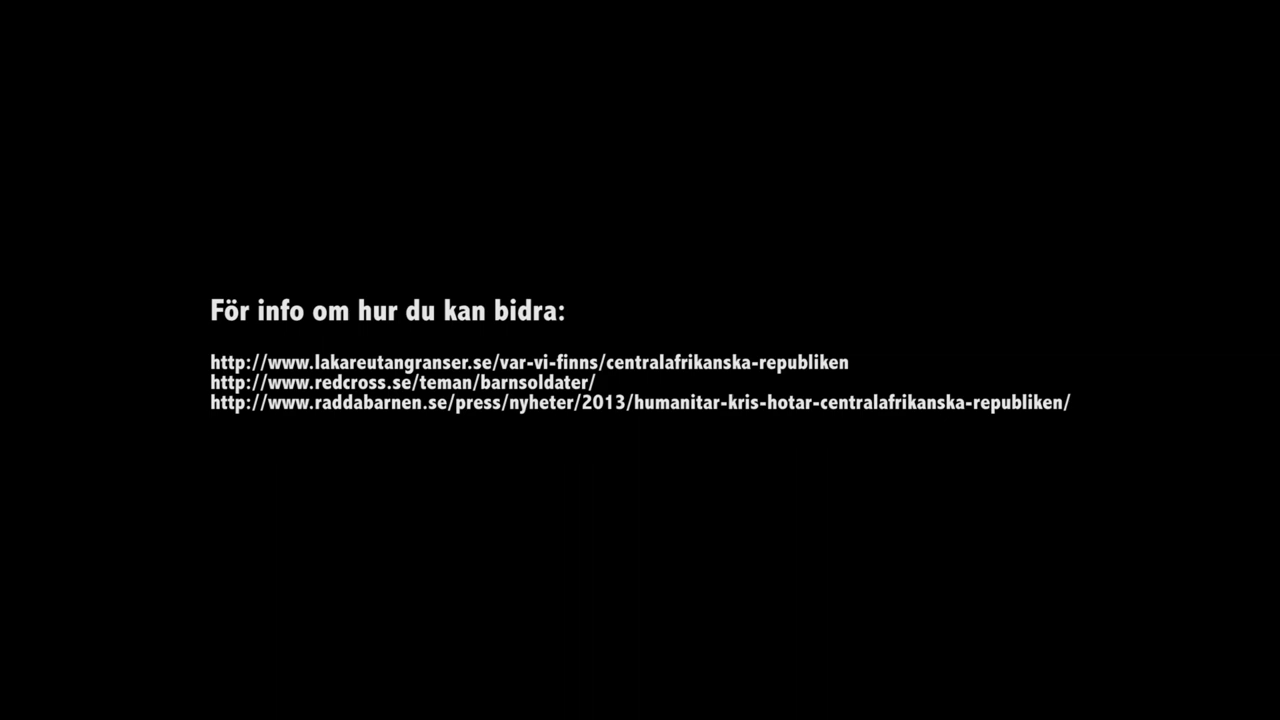 För info om hur du kan bidra:
http://www.lakareutangranser.se/var-vi-finns/centralafrikanska-republiken
http://www.redcross.se/teman/barnsoldater/
http://www.raddabarnen.se/press/nyheter/2013/humanitar-kris-hotar-centralafrikanska-republiken/